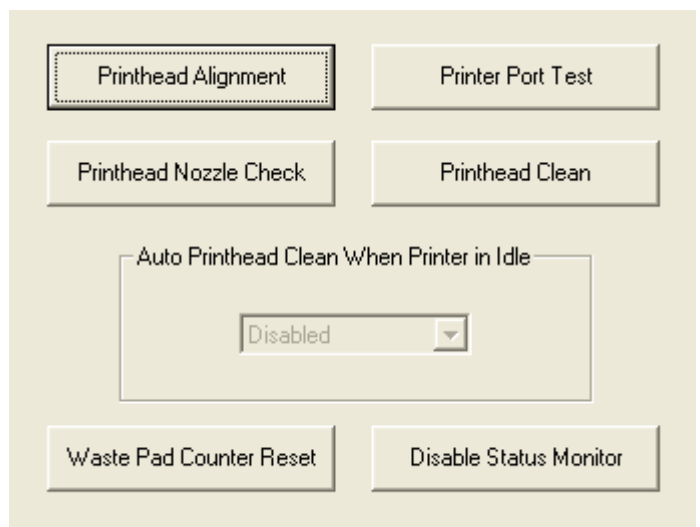 Printhead Alignment
Printer Port Test
Printhead Nozzle Check
Printhead Clean
Auto Printhead Clean When Printer in Idle
Disabled
Waste Pad Counter Reset
Disable Status Monitor